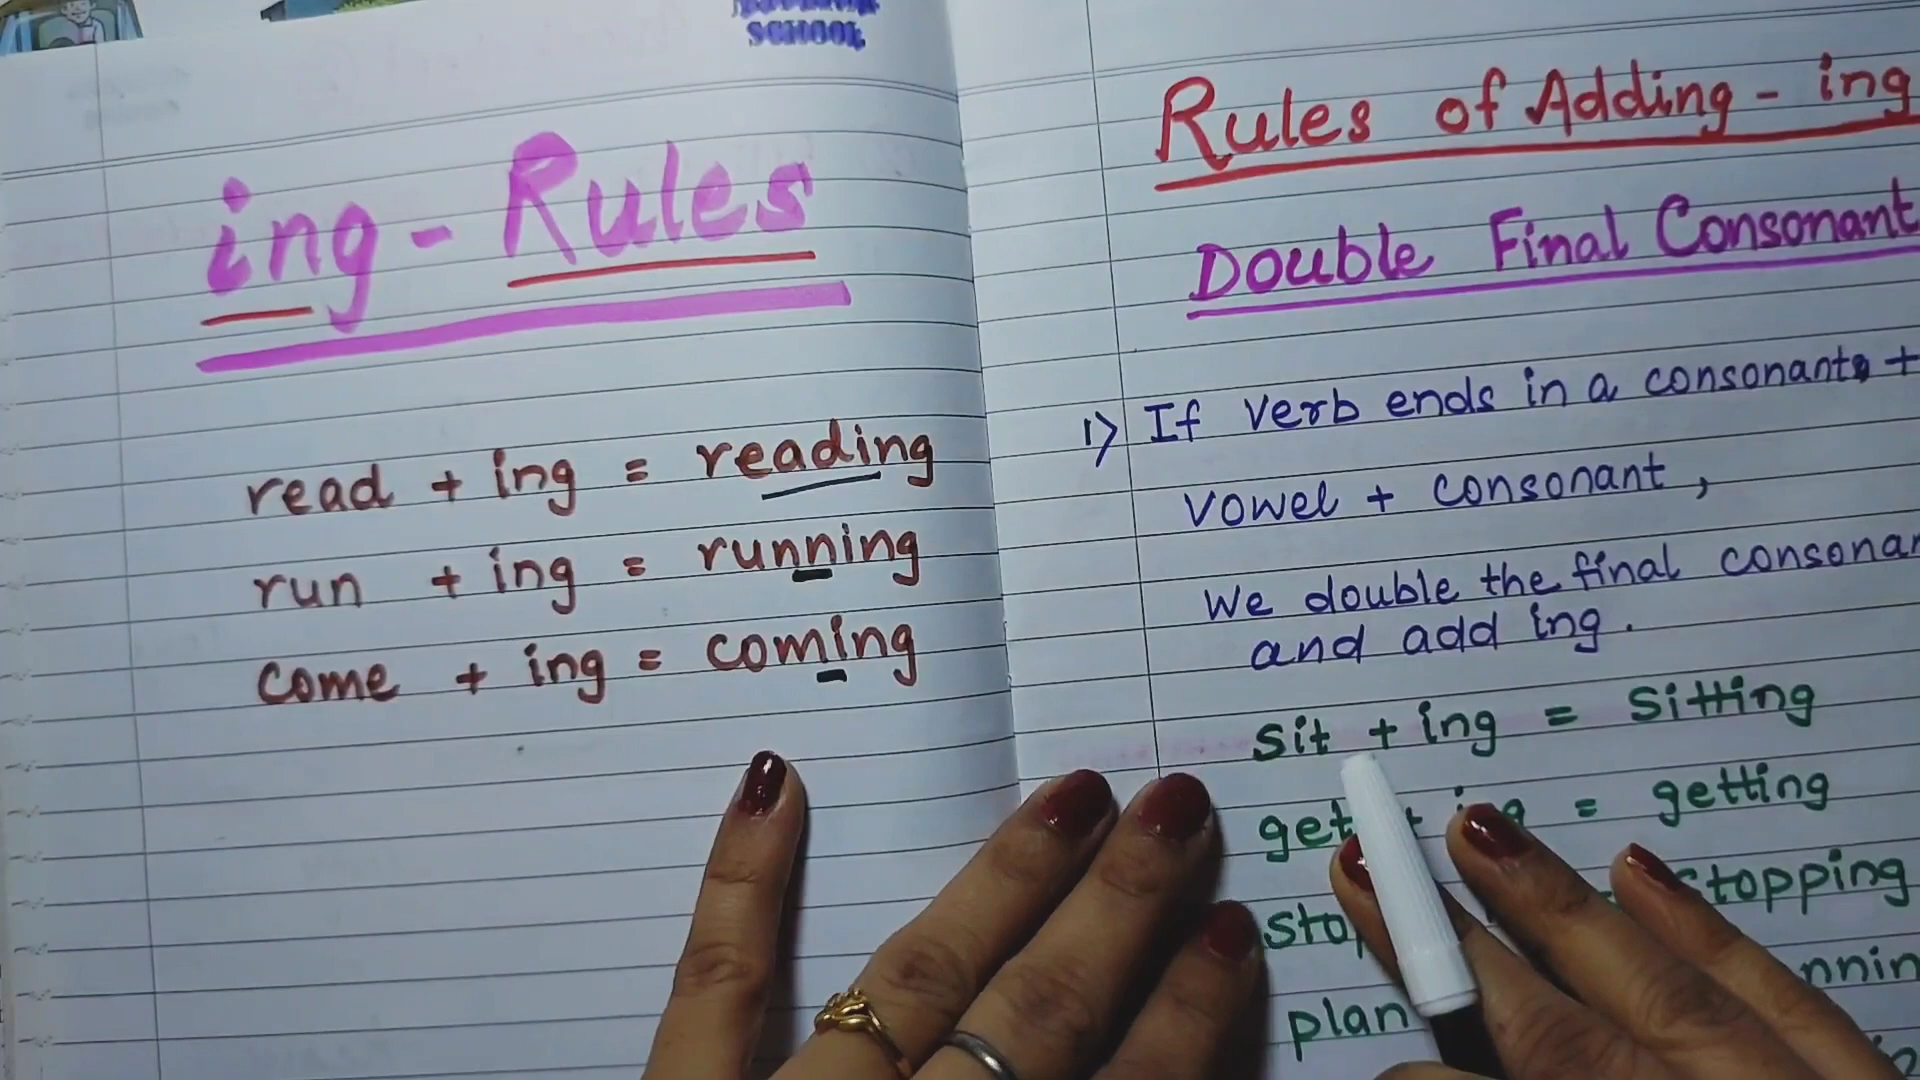 SCHOOL
ing - Rules
read + ing = reading
run + ing = running
come + ing = coming
Rules of Adding - ing
Double Final Consonant
1) If verb ends in a consonant +
vowel + consonant,
We double the final
and add ing.
sit + ing = sitting
get + ing = getting
stopping
plan